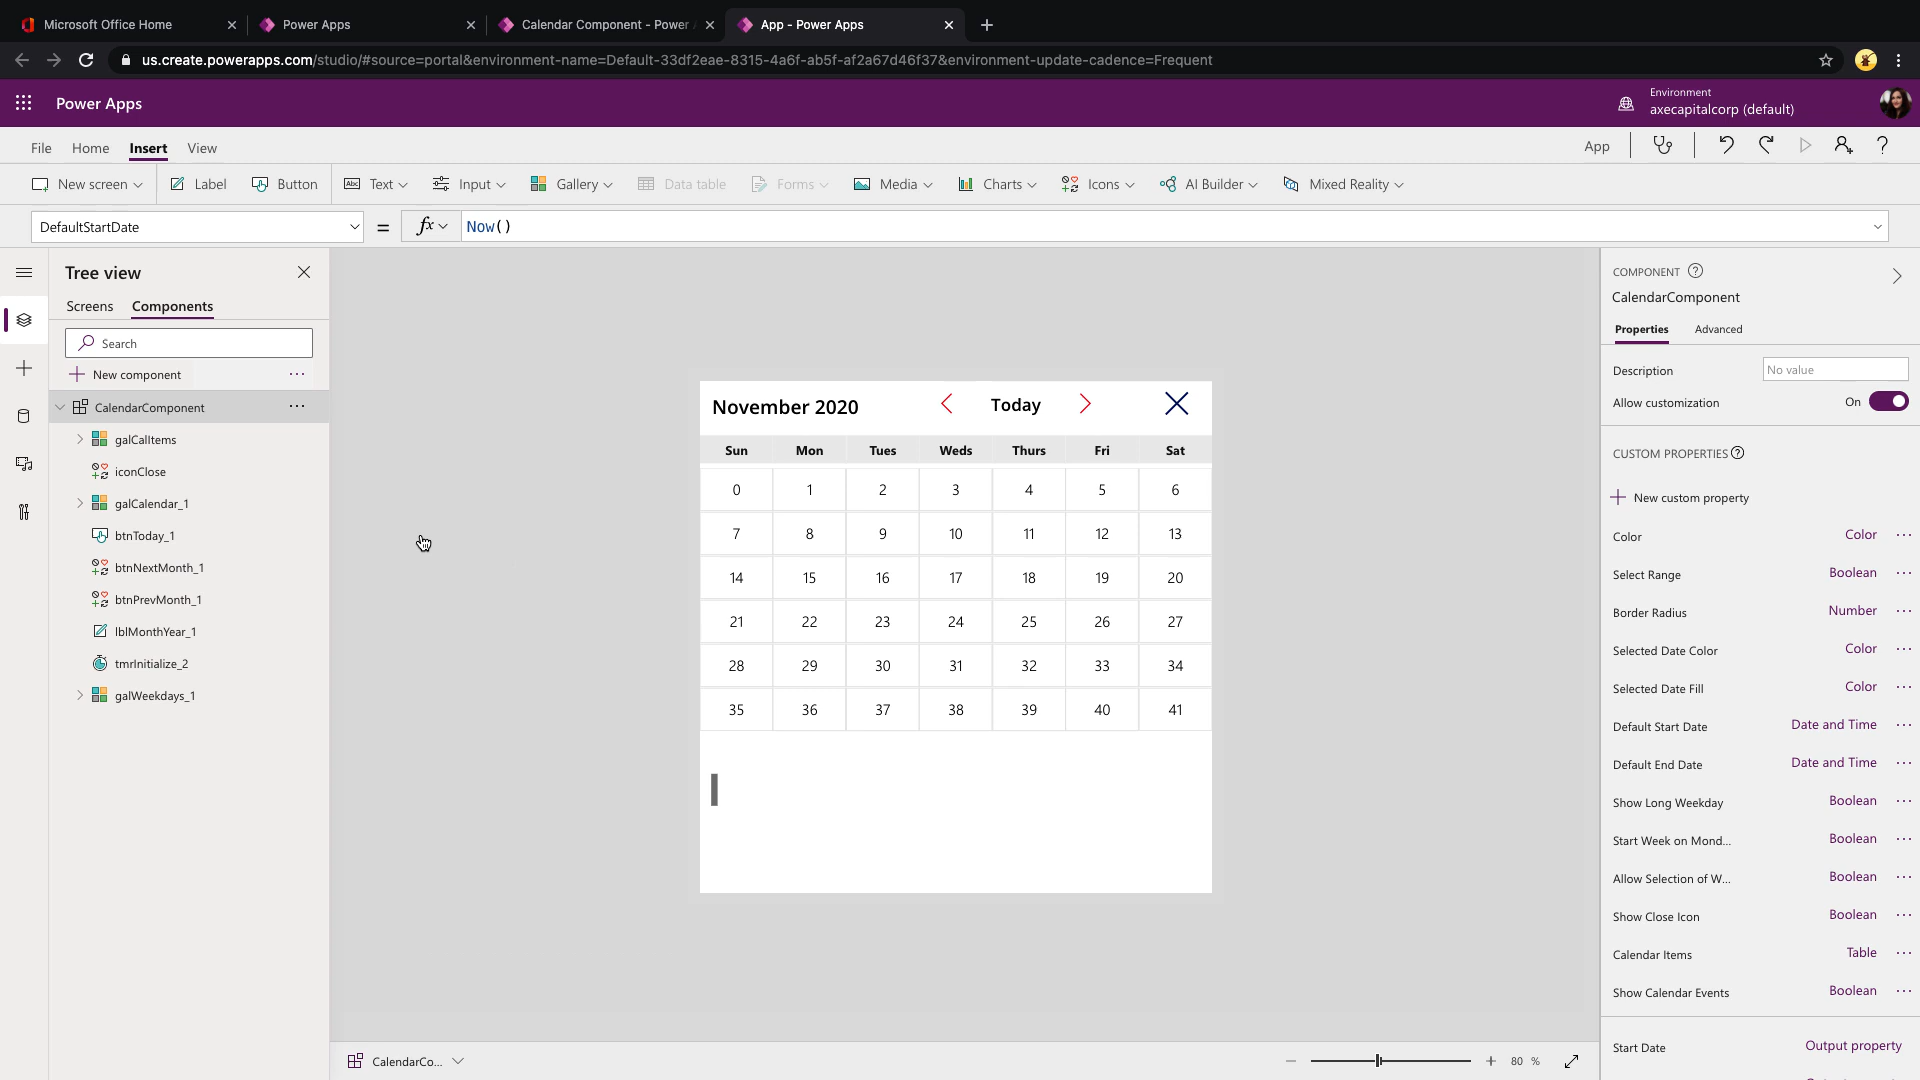 Microsoft Office Home
Power Apps
Calendar Component - Power
App - Power Apps
us.create.powerapps.com/studio/#source=portal&environment-name=Default-33df2eae-8315-4a6f-ab5f-af2a67d46f37&environment-update-cadence=Frequent
Power Apps
Environment
axecapitalcorp (default)
File Home Insert View
App
New screen Label Button Abc Text Input Gallery Data table Forms Media Charts Icons AI Builder Mixed Reality
DefaultStartDate = fx Now()
Tree view
Screens Components
Search
New component
CalendarComponent
galCalItems
iconClose
galCalendar_1
btnToday_1
btnNextMonth_1
btnPrevMonth_1
lblMonthYear_1
tmrInitialize_2
galWeekdays_1
November 2020 Today
Sun Mon Tues Weds Thurs Fri Sat
0 1 2 3 4 5 6
7 8 9 10 11 12 13
14 15 16 17 18 19 20
21 22 23 24 25 26 27
28 29 30 31 32 33 34
35 36 37 38 39 40 41
CalendarCo...
80 %
COMPONENT
CalendarComponent
Properties Advanced
Description No value
Allow customization On
CUSTOM PROPERTIES
New custom property
Color Color
Select Range Boolean
Border Radius Number
Selected Date Color Color
Selected Date Fill Color
Default Start Date Date and Time
Default End Date Date and Time
Show Long Weekday Boolean
Start Week on Mond... Boolean
Allow Selection of W... Boolean
Show Close Icon Boolean
Calendar Items Table
Show Calendar Events Boolean
Start Date Output property